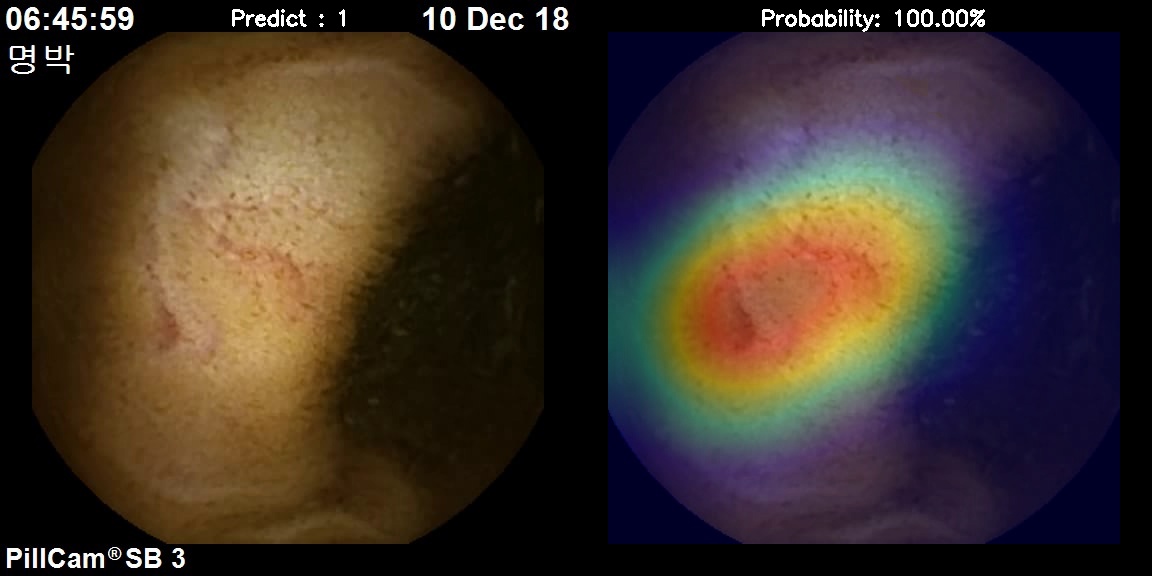 06:45:59
Predict : 1
10 Dec 18
Probability: 100.00%
명박
PillCam® SB 3